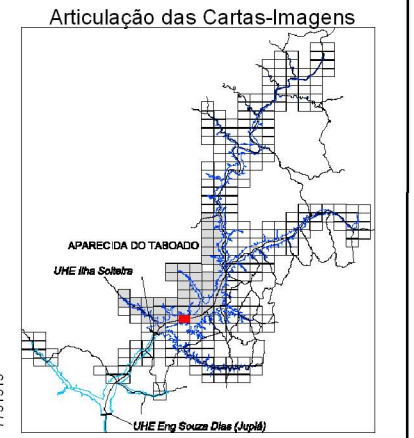 Articulação das Cartas-Imagens
APARECIDA DO TABOADO
UHE Ilha Solteira
UHE Eng Souza Dias (Jupiá)